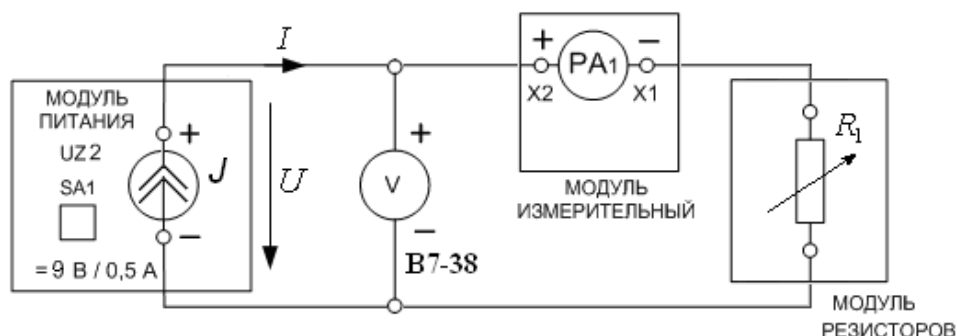 МОДУЛЬ
ПИТАНИЯ
UZ 2
SA1
= 9 В / 0,5 А
+
−
J
I
U
+
V
−
В7-38
+
PA1
−
X2
X1
МОДУЛЬ
ИЗМЕРИТЕЛЬНЫЙ
R1
МОДУЛЬ
РЕЗИСТОРОВ